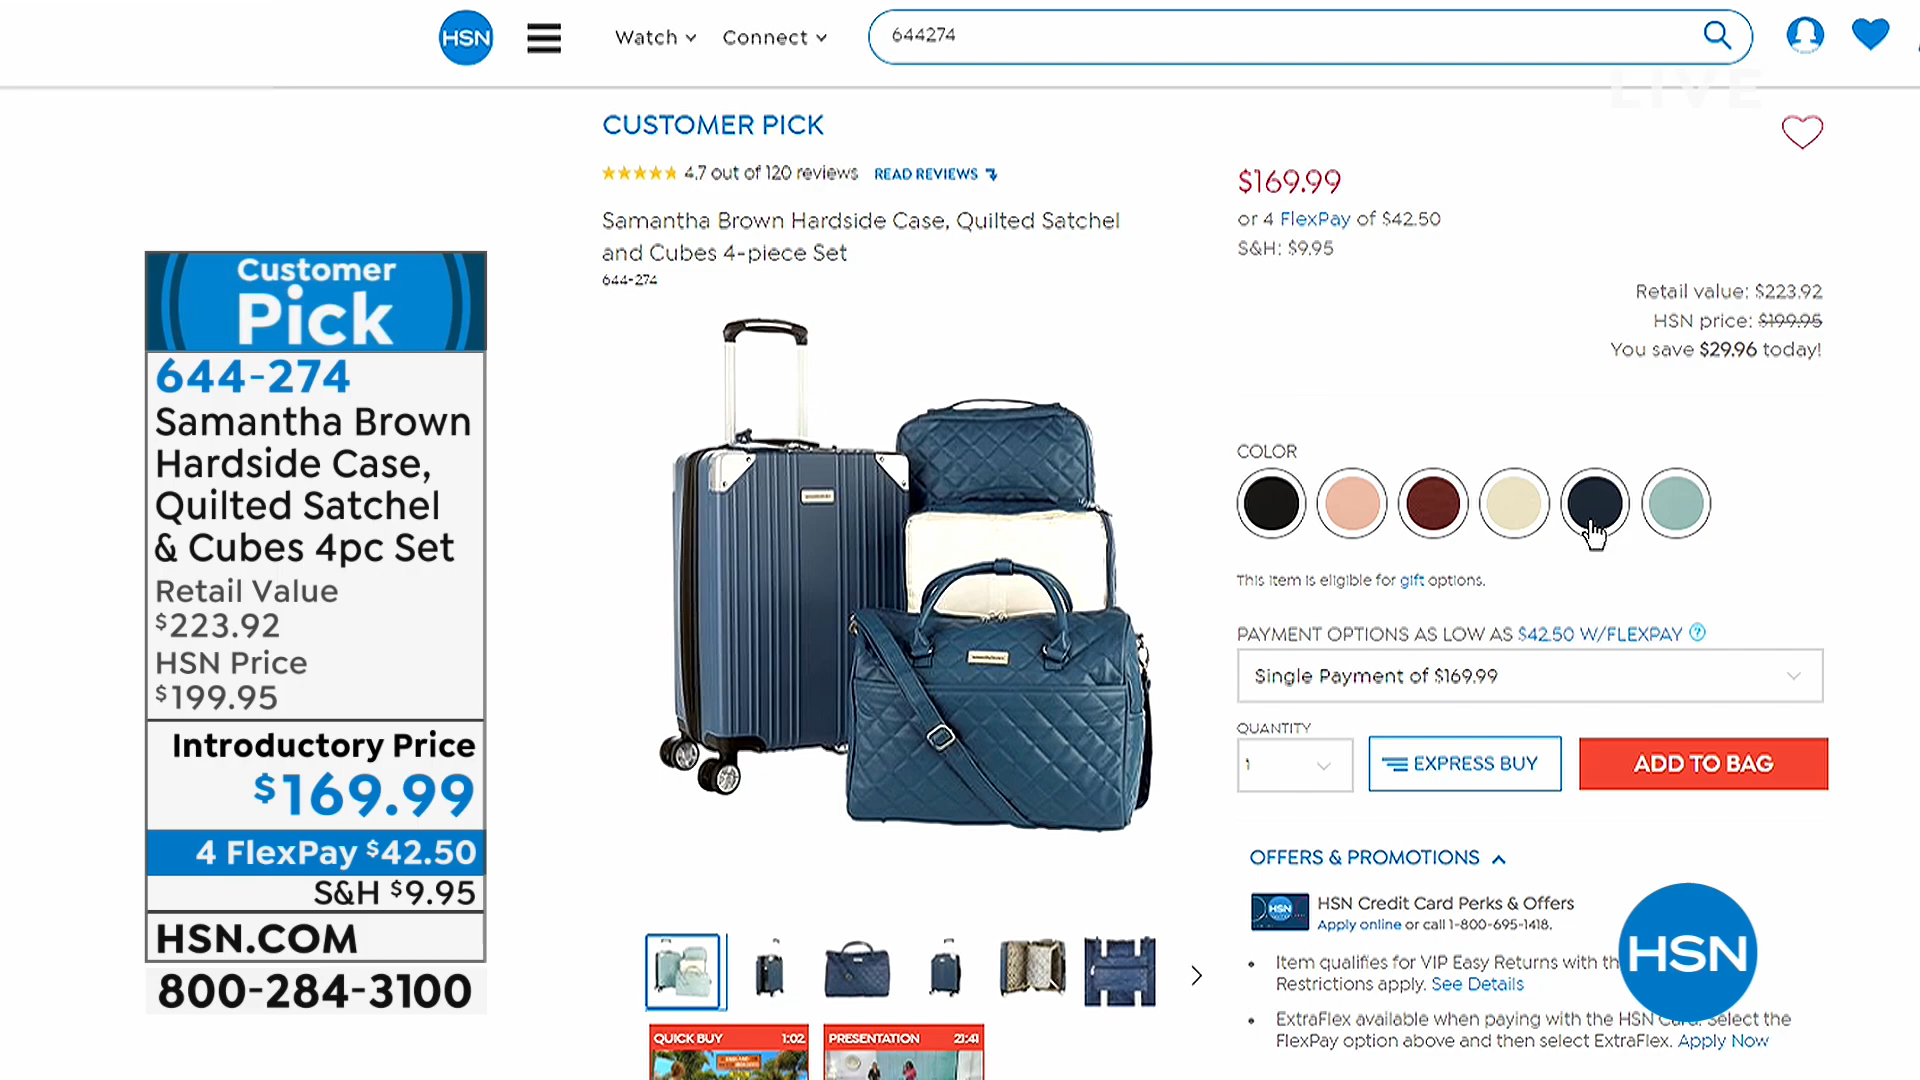 HSN
Watch
Connect
644274
LIVE
CUSTOMER PICK
4.7 out of 120 reviews
READ REVIEWS
Samantha Brown Hardside Case, Quilted Satchel
and Cubes 4-piece Set
644-274
$169.99
or 4 FlexPay of $42.50
S&H: $9.95
Retail value: $223.92
HSN price: $199.95
You save $29.96 today!
COLOR
This item is eligible for gift options.
PAYMENT OPTIONS AS LOW AS $42.50 W/FLEXPAY ?
Single Payment of $169.99
QUANTITY
1
EXPRESS BUY
ADD TO BAG
OFFERS & PROMOTIONS
HSN
HSN Credit Card Perks & Offers
Apply online or call 1-800-695-1418.
Item qualifies for VIP Easy Returns with th
Restrictions apply. See Details
ExtraFlex available when paying with the HSN Card. Select the
FlexPay option above and then select ExtraFlex. Apply Now
HSN
QUICK BUY 1:02
PRESENTATION 21:41
Customer
Pick
644-274
Samantha Brown
Hardside Case,
Quilted Satchel
& Cubes 4pc Set
Retail Value
$223.92
HSN Price
$199.95
Introductory Price
$169.99
4 FlexPay $42.50
S&H $9.95
HSN.COM
800-284-3100